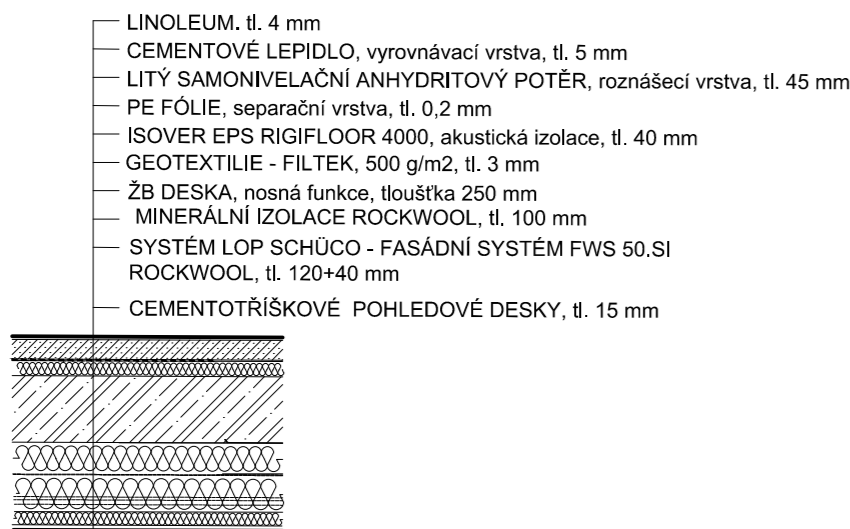 LINOLEUM. tl. 4 mm
CEMENTOVÉ LEPIDLO, vyrovnávací vrstva, tl. 5 mm
LITÝ SAMONIVELAČNÍ ANHYDRITOVÝ POTĚR, roznášecí vrstva, tl. 45 mm
PE FÓLIE, separační vrstva, tl. 0,2 mm
ISOVER EPS RIGIFLOOR 4000, akustická izolace, tl. 40 mm
GEOTEXTILIE - FILTEK, 500 g/m2, tl. 3 mm
ŽB DESKA, nosná funkce, tloušťka 250 mm
MINERÁLNÍ IZOLACE ROCKWOOL, tl. 100 mm
SYSTÉM LOP SCHÜCO - FASÁDNÍ SYSTÉM FWS 50.SI
ROCKWOOL, tl. 120+40 mm
CEMENTOTŘÍŠKOVÉ POHLEDOVÉ DESKY, tl. 15 mm